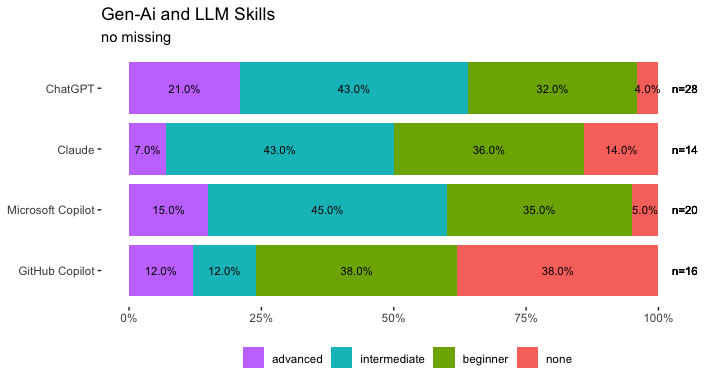 Gen-Ai and LLM Skills
no missing
ChatGPT 21.0% 43.0% 32.0% 4.0% n=28
Claude 7.0% 43.0% 36.0% 14.0% n=14
Microsoft Copilot 15.0% 45.0% 35.0% 5.0% n=20
GitHub Copilot 12.0% 12.0% 38.0% 38.0% n=16
0% 25% 50% 75% 100%
advanced intermediate beginner none